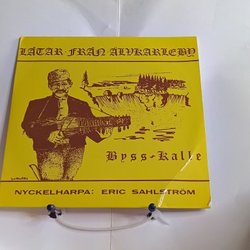 LÅTAR FRÅN ÄLVKARLEBY
Byss-Kalle
NYCKELHARPA: ERIC SAHLSTRÖM